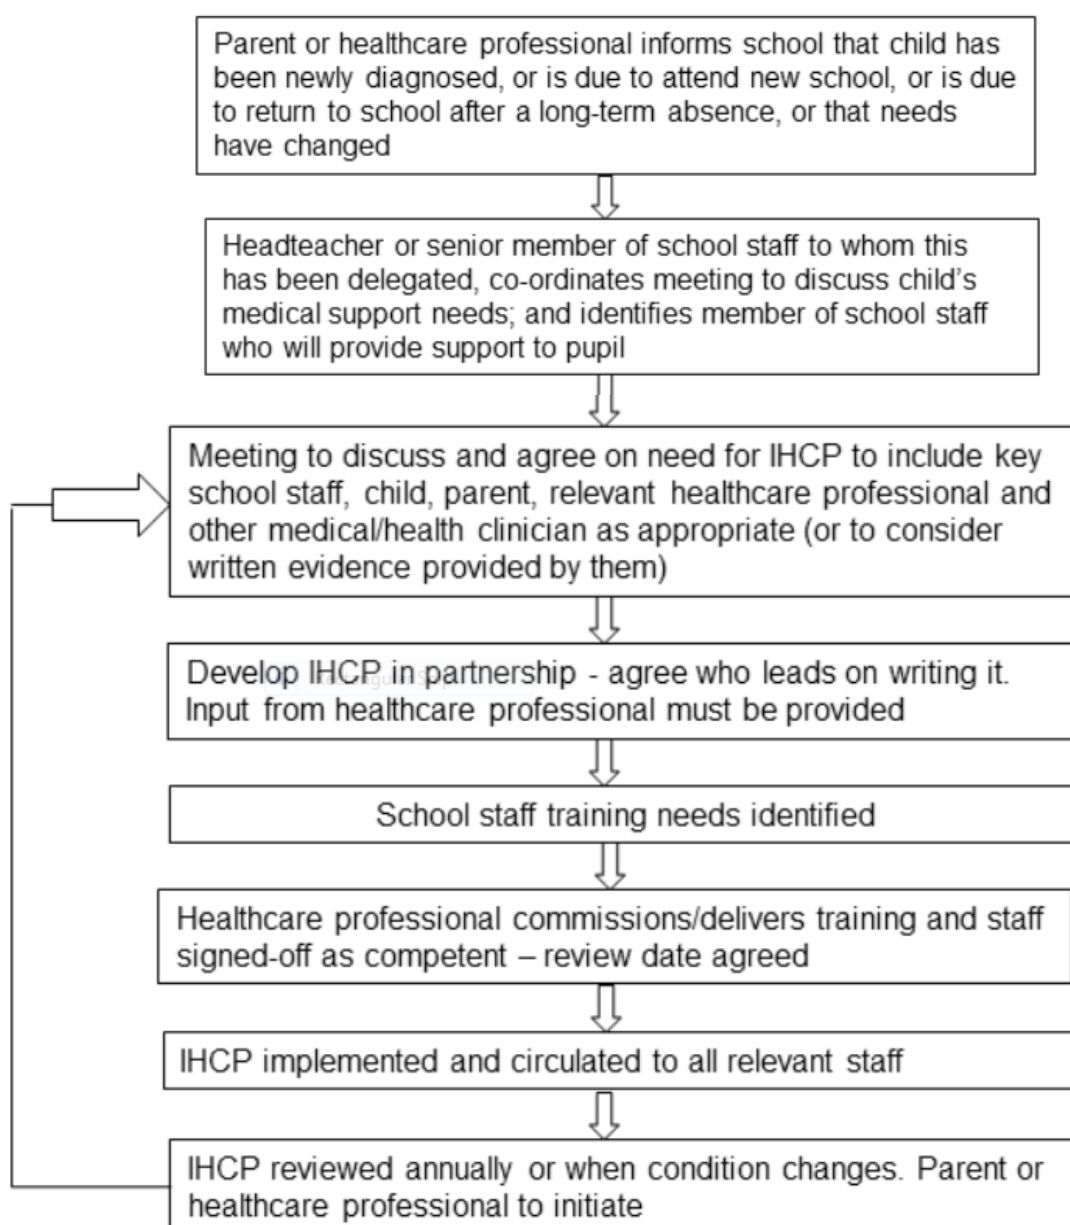 Parent or healthcare professional informs school that child has
been newly diagnosed, or is due to attend new school, or is due
to return to school after a long-term absence, or that needs
have changed
Headteacher or senior member of school staff to whom this
has been delegated, co-ordinates meeting to discuss child's
medical support needs; and identifies member of school staff
who will provide support to pupil
Meeting to discuss and agree on need for IHCP to include key
school staff, child, parent, relevant healthcare professional and
other medical/health clinician as appropriate (or to consider
written evidence provided by them)
Develop IHCP in partnership - agree who leads on writing it.
Input from healthcare professional must be provided
School staff training needs identified
Healthcare professional commissions/delivers training and staff
signed-off as competent – review date agreed
IHCP implemented and circulated to all relevant staff
IHCP reviewed annually or when condition changes. Parent or
healthcare professional to initiate